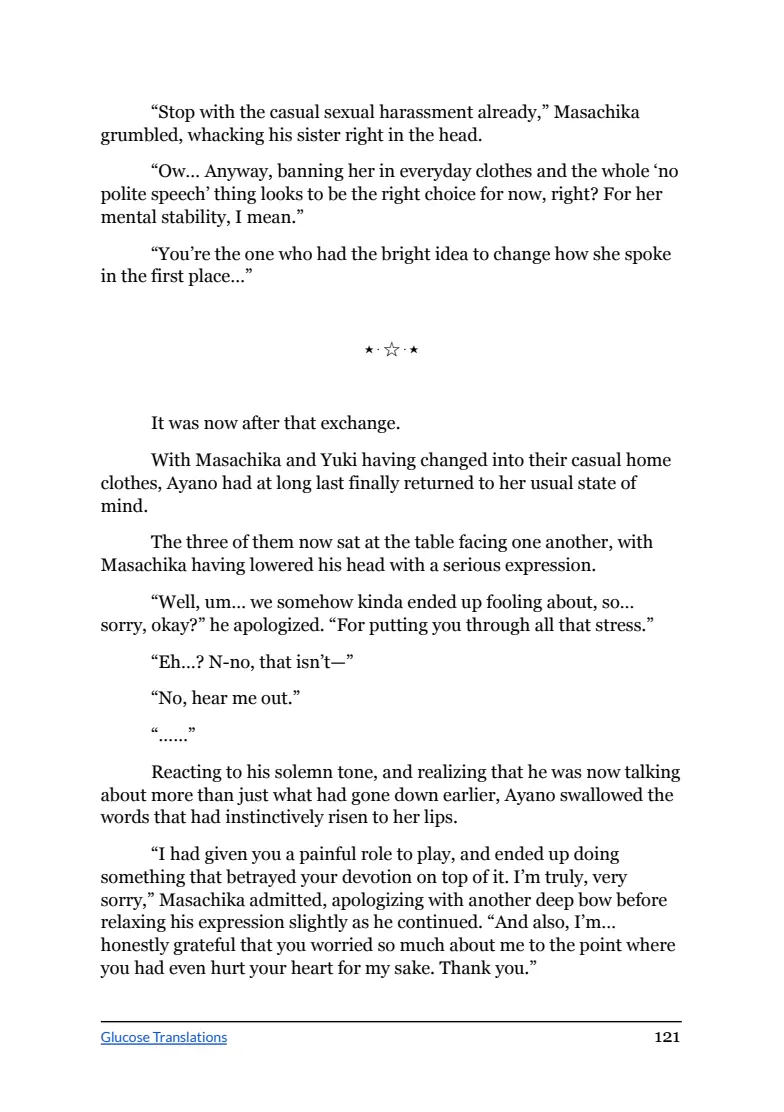 “Stop with the casual sexual harassment already,” Masachika
grumbled, whacking his sister right in the head.
“Ow... Anyway, banning her in everyday clothes and the whole ‘no
polite speech’ thing looks to be the right choice for now, right? For her
mental stability, I mean.”
“You’re the one who had the bright idea to change how she spoke
in the first place...”
⋆·☆·⋆
It was now after that exchange.
With Masachika and Yuki having changed into their casual home
clothes, Ayano had at long last finally returned to her usual state of
mind.
The three of them now sat at the table facing one another, with
Masachika having lowered his head with a serious expression.
“Well, um... we somehow kinda ended up fooling about, so...
sorry, okay?” he apologized. “For putting you through all that stress.”
“Eh...? N-no, that isn’t—”
“No, hear me out.”
“......”
Reacting to his solemn tone, and realizing that he was now talking
about more than just what had gone down earlier, Ayano swallowed the
words that had instinctively risen to her lips.
“I had given you a painful role to play, and ended up doing
something that betrayed your devotion on top of it. I’m truly, very
sorry,” Masachika admitted, apologizing with another deep bow before
relaxing his expression slightly as he continued. “And also, I’m...
honestly grateful that you worried so much about me to the point where
you had even hurt your heart for my sake. Thank you.”
Glucose Translations 121